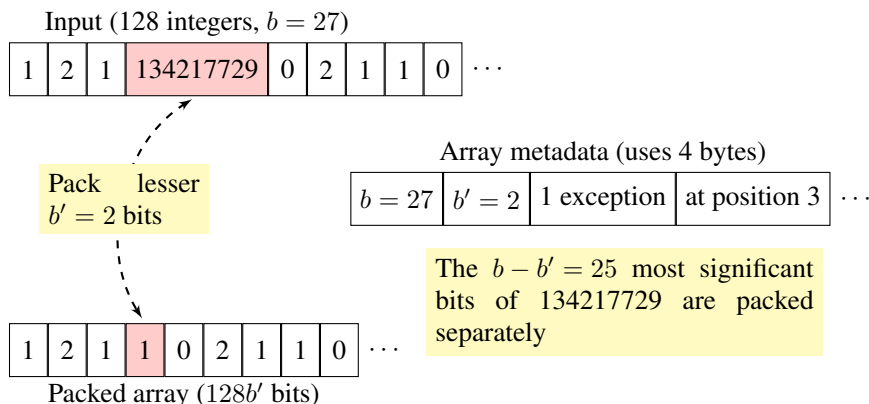 Input (128 integers, b = 27)
1 2 1 134217729 0 2 1 1 0 ···
Pack lesser
b′ = 2 bits
Array metadata (uses 4 bytes)
b = 27 b′ = 2 1 exception at position 3 ···
The b − b′ = 25 most significant
bits of 134217729 are packed
separately
1 2 1 1 0 2 1 1 0 ···
Packed array (128b′ bits)